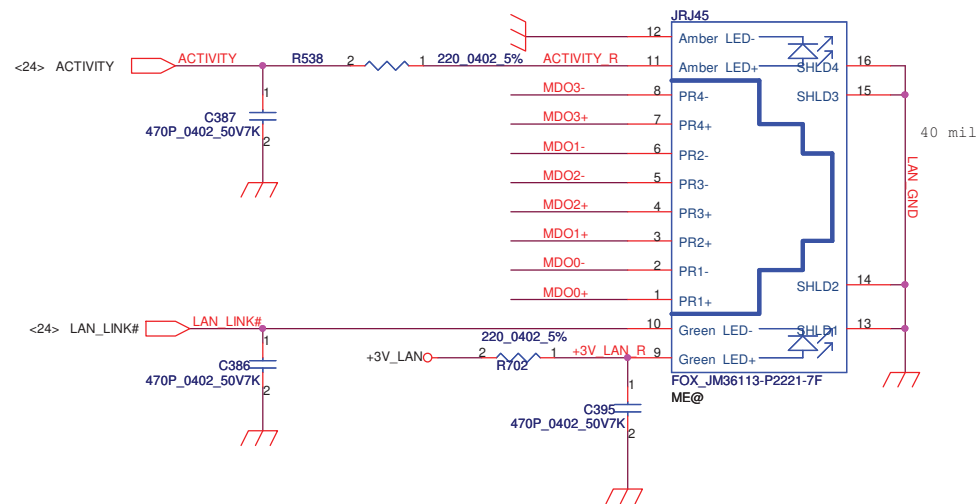 JRJ45
12 Amber LED-
<24> ACTIVITY ACTIVITY R538 2 1 220_0402_5% ACTIVITY_R 11 Amber LED+ SHLD4 16
MDO3- 8 PR4- SHLD3 15
1
C387
470P_0402_50V7K
2
MDO3+ 7 PR4+
40 mil
MDO1- 6 PR2-
MDO2- 5 PR3-
LAN_GND
MDO2+ 4 PR3+
MDO1+ 3 PR2+
MDO0- 2 PR1-
SHLD2 14
MDO0+ 1 PR1+
<24> LAN_LINK# LAN_LINK# 10 Green LED- SHLD1 13
1
C386
470P_0402_50V7K
2
220_0402_5%
+3V_LAN 2 1 +3V_LAN_R 9 Green LED+
R702
FOX_JM36113-P2221-7F
ME@
1
C395
470P_0402_50V7K
2